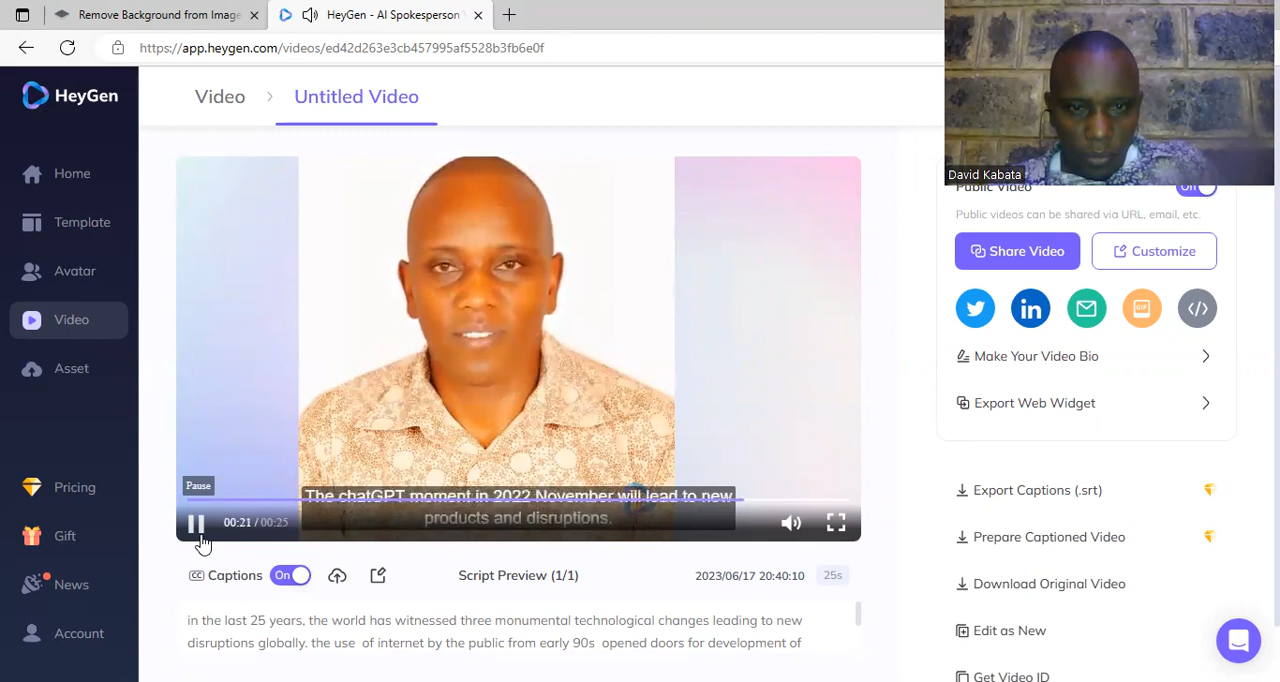 Remove Background from Image
HeyGen - AI Spokesperson V
https://app.heygen.com/videos/ed42d263e3cb457995af5528b3fb6e0f
David Kabata
HeyGen
Home
Template
Avatar
Video
Asset
Pricing
Gift
News
Account
Video > Untitled Video
The chatGPT moment in 2022 November will lead to new
products and disruptions.
Pause
00:21 / 00:25
CC Captions On
Script Preview (1/1)
2023/06/17 20:40:10 25s
in the last 25 years, the world has witnessed three monumental technological changes leading to new
disruptions globally. the use of internet by the public from early 90s opened doors for development of
Public Video On
Public videos can be shared via URL, email, etc.
Share Video
Customize
in
GIF
</>
Make Your Video Bio
Export Web Widget
Export Captions (.srt)
Prepare Captioned Video
Download Original Video
Edit as New
Get Video ID